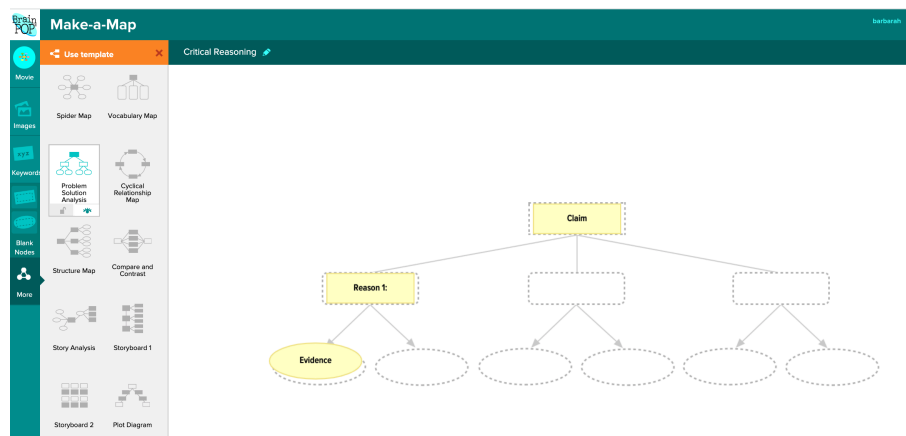 Brain
POP
Make-a-Map
barbarah
Use template
Critical Reasoning
Movie
Images
xyz
Keywords
Blank
Nodes
More
Spider Map
Vocabulary Map
Problem
Solution
Analysis
Cyclical
Relationship
Map
Structure Map
Compare and
Contrast
Story Analysis
Storyboard 1
Storyboard 2
Plot Diagram
Claim
Reason 1:
Evidence